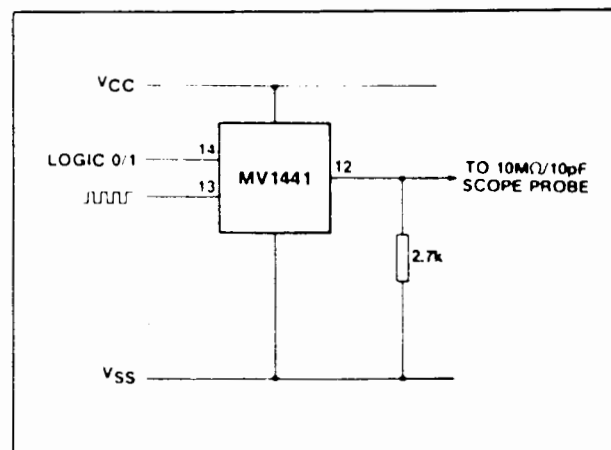 VCC
LOGIC 0/1
14
13
MV1441
12
TO 10MΩ/10pF
SCOPE PROBE
2.7k
VSS